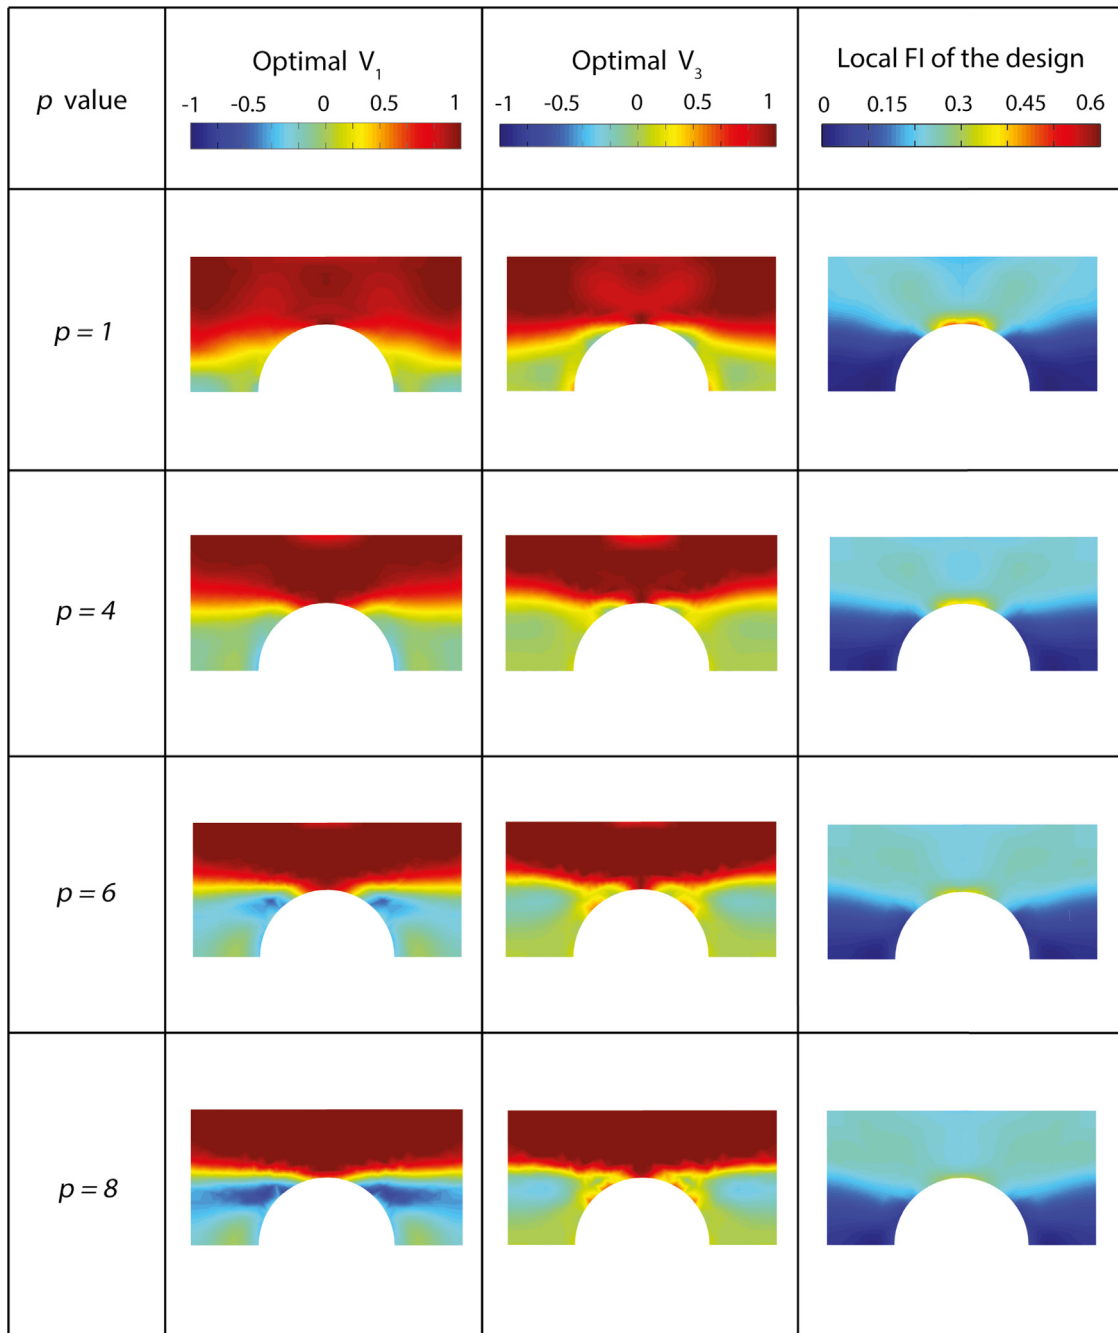 p value
Optimal V₁
-1 -0.5 0 0.5 1
Optimal V₃
-1 -0.5 0 0.5 1
Local FI of the design
0 0.15 0.3 0.45 0.6
p = 1
p = 4
p = 6
p = 8